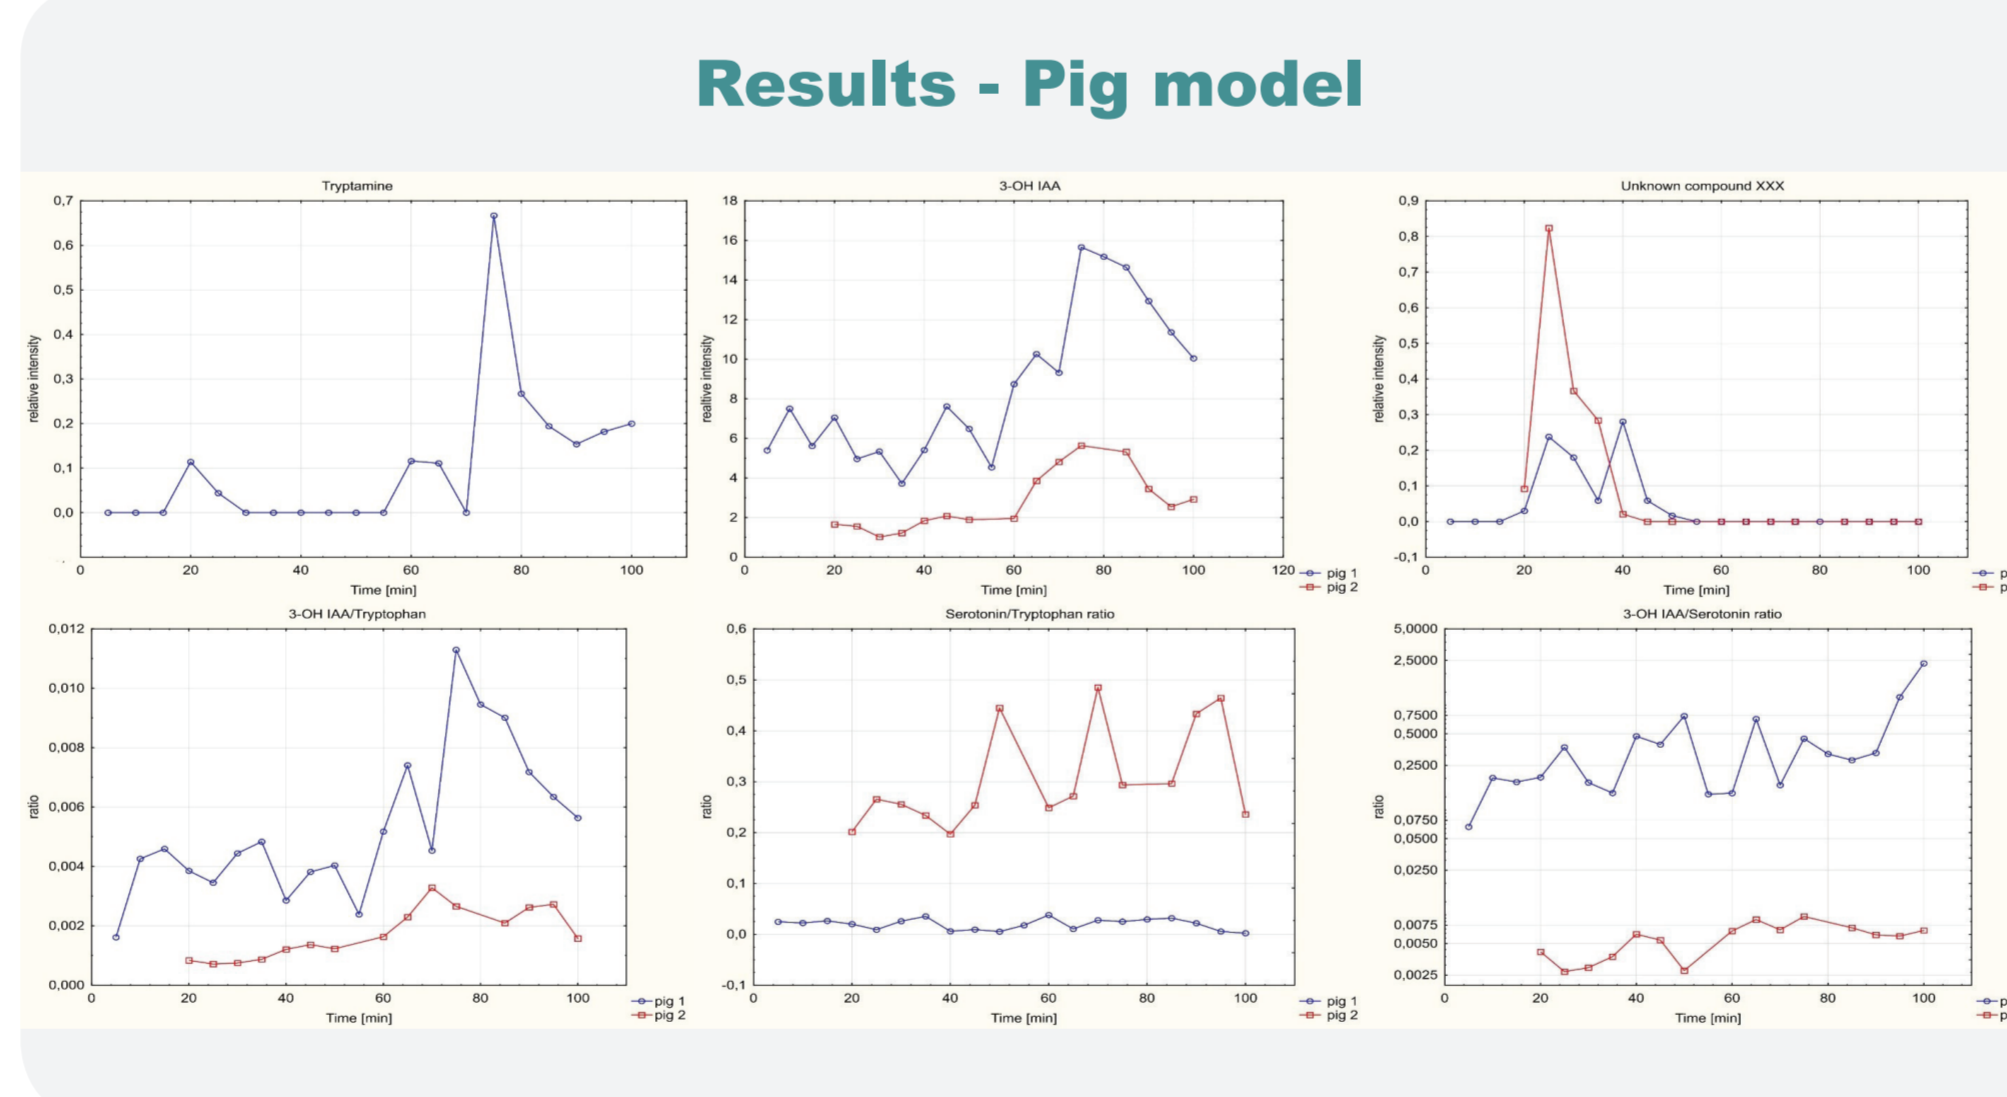 Results - Pig model
Tryptamine
0,7
0,6
0,5
0,4
0,3
0,2
0,1
0,0
relative intensity
0 20 40 60 80 100
Time [min]
3-OH IAA
18
16
14
12
10
8
6
4
2
0
realtive intensity
0 20 40 60 80 100 120
Time [min]
pig 1
pig 2
Unknown compound XXX
0,9
0,8
0,7
0,6
0,5
0,4
0,3
0,2
0,1
0,0
-0,1
relative intensity
0 20 40 60 80 100
Time [min]
p
p
3-OH IAA/Tryptophan
0,012
0,010
0,008
0,006
0,004
0,002
0,000
ratio
0 20 40 60 80 100
Time [min]
pig 1
pig 2
Serotonin/Tryptophan ratio
0,6
0,5
0,4
0,3
0,2
0,1
0,0
-0,1
ratio
0 20 40 60 80 100
Time [min]
pig 1
pig 2
3-OH IAA/Serotonin ratio
5,0000
2,5000
0,7500
0,5000
0,2500
0,0750
0,0500
0,0250
0,0075
0,0050
0,0025
ratio
0 20 40 60 80 100
Time [min]
p
p